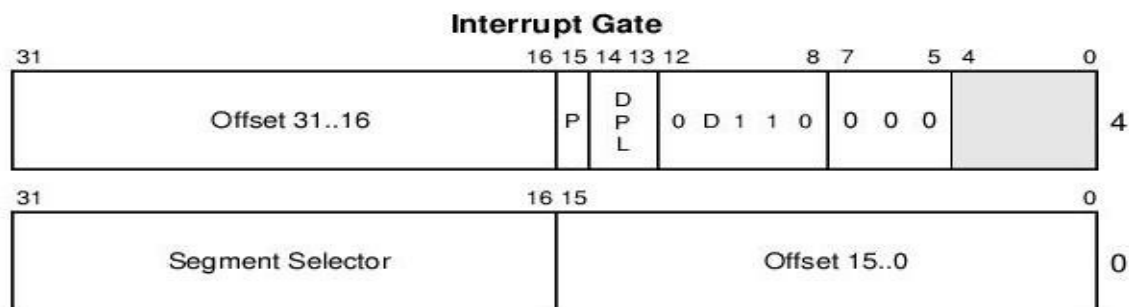 Interrupt Gate
31 16 15 14 13 12 8 7 5 4 0
Offset 31..16 P DPL 0 D 1 1 0 0 0 0 4
31 16 15 0
Segment Selector Offset 15..0 0